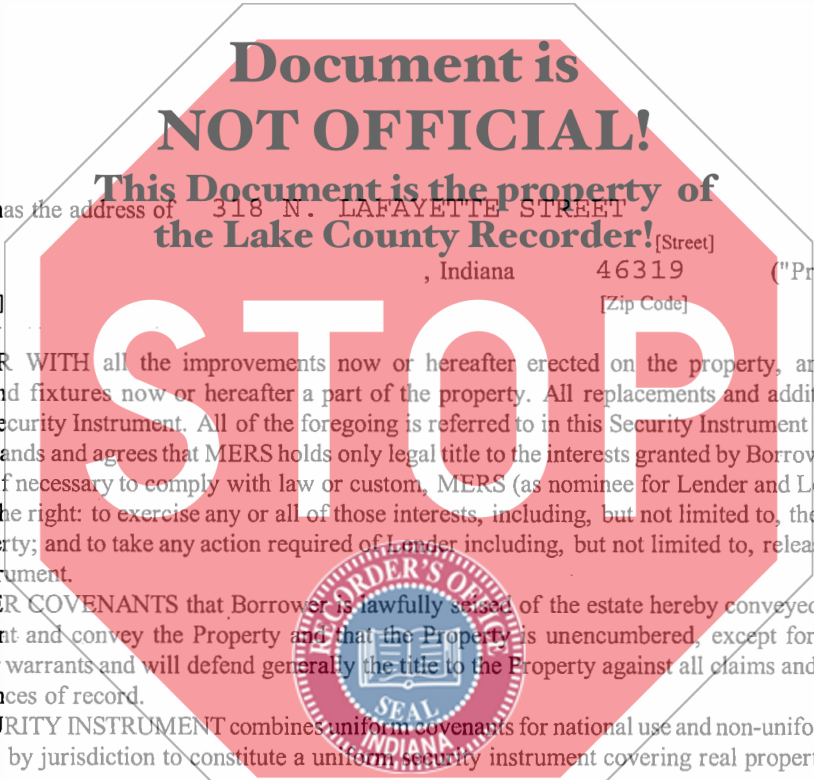 Document is
NOT OFFICIAL!
This Document is the property of
as the address of 318 N. LAFAYETTE STREET
the Lake County Recorder! [Street]
, Indiana 46319 ("Pr
] [Zip Code]
STOP
R WITH all the improvements now or hereafter erected on the property, an
nd fixtures now or hereafter a part of the property. All replacements and addit
ecurity Instrument. All of the foregoing is referred to in this Security Instrument
ands and agrees that MERS holds only legal title to the interests granted by Borrow
f necessary to comply with law or custom, MERS (as nominee for Lender and Le
he right: to exercise any or all of those interests, including, but not limited to, the
rty; and to take any action required of Lender including, but not limited to, relea
rument.
ER COVENANTS that Borrower is lawfully seised of the estate hereby conveyed
nt and convey the Property and that the Property is unencumbered, except for
warrants and will defend generally the title to the Property against all claims and
ces of record.
URITY INSTRUMENT combines uniform covenants for national use and non-unifo
by jurisdiction to constitute a uniform security instrument covering real propert
RECORDER'S OFFICE
SEAL
INDIANA